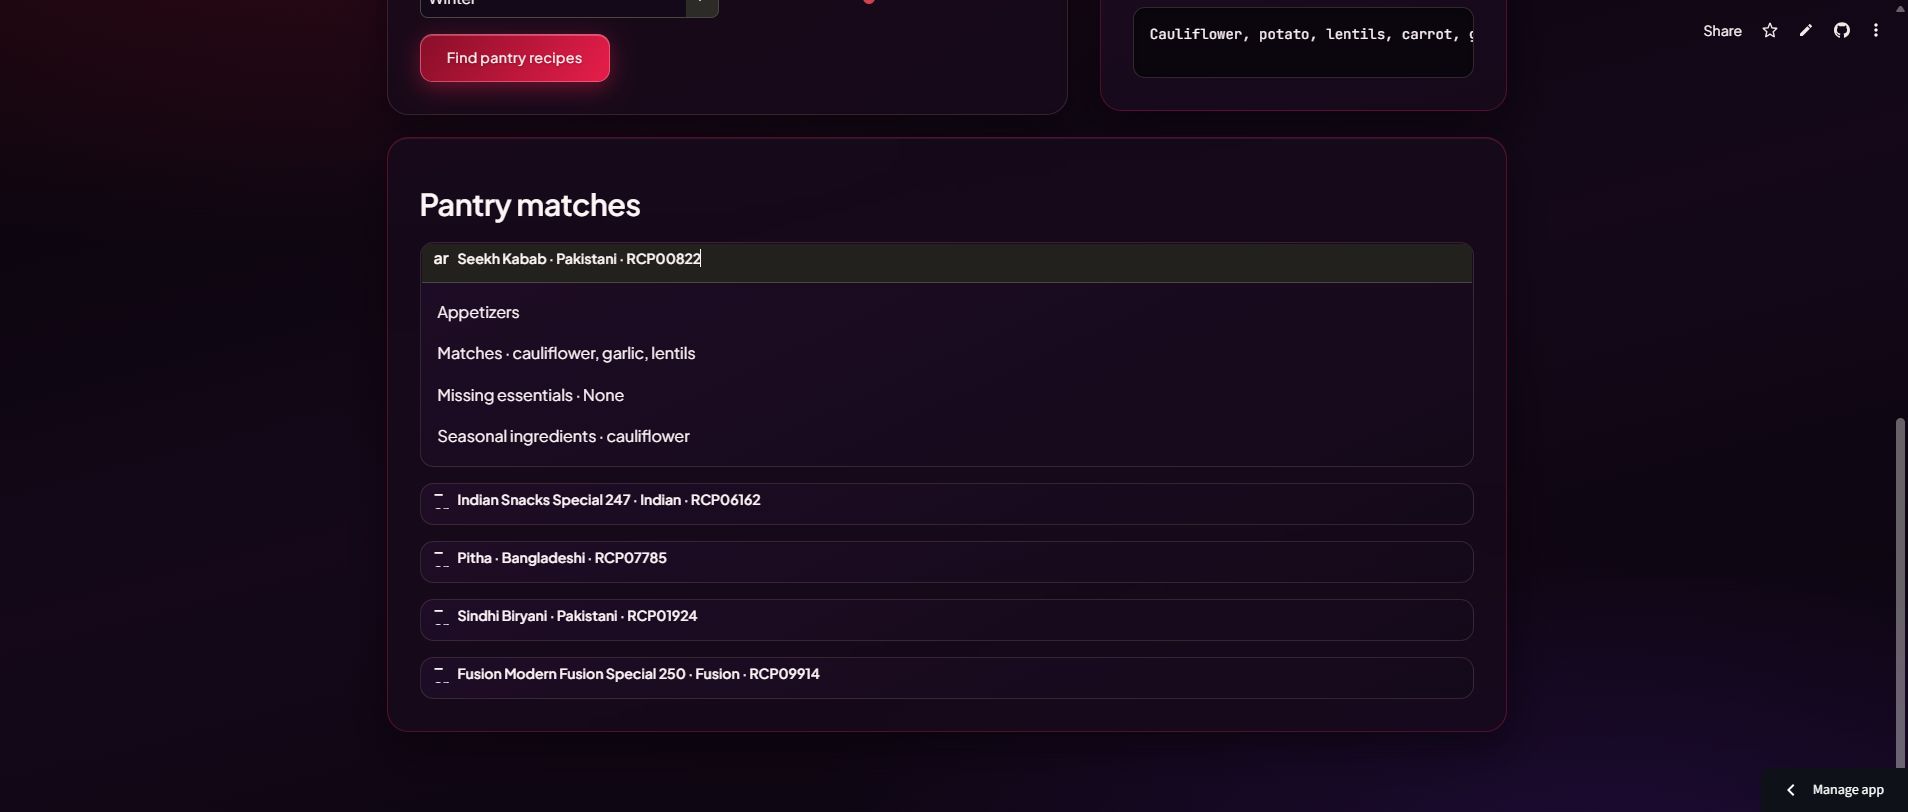 Share
Find pantry recipes
Cauliflower, potato, lentils, carrot,
Pantry matches
ar Seekh Kabab · Pakistani · RCP00822
Appetizers
Matches · cauliflower, garlic, lentils
Missing essentials · None
Seasonal ingredients · cauliflower
Indian Snacks Special 247 · Indian · RCP06162
Pitha · Bangladeshi · RCP07785
Sindhi Biryani · Pakistani · RCP01924
Fusion Modern Fusion Special 250 · Fusion · RCP09914
Manage app